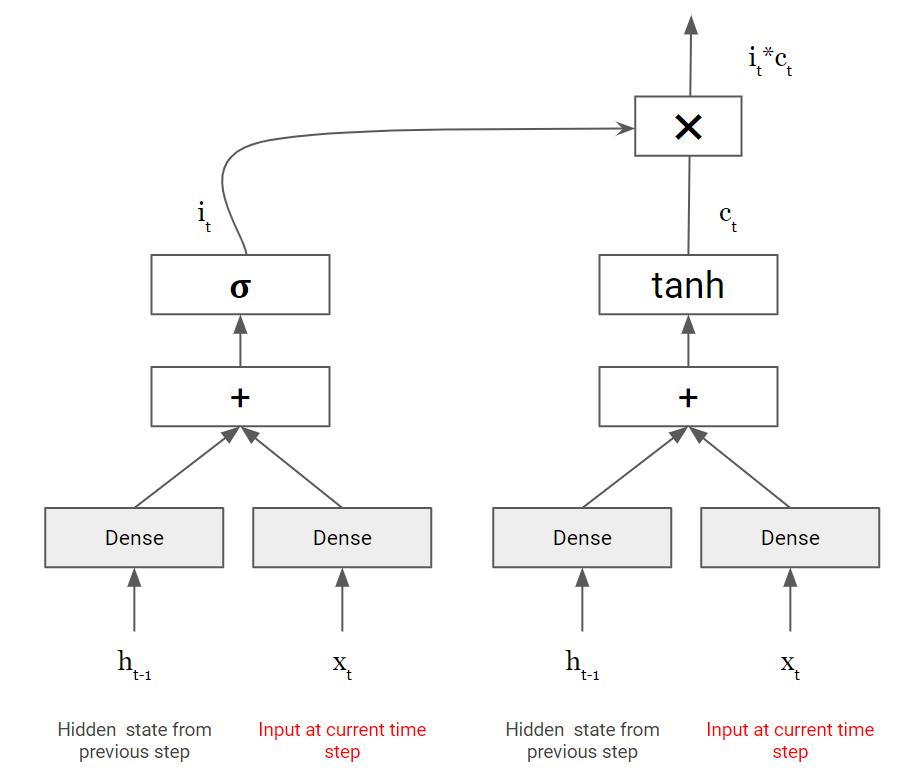 i_t*c_t
×
i_t
c_t
σ
tanh
+
+
Dense
Dense
Dense
Dense
h_t-1
x_t
h_t-1
x_t
Hidden state from
previous step
Input at current time
step
Hidden state from
previous step
Input at current time
step